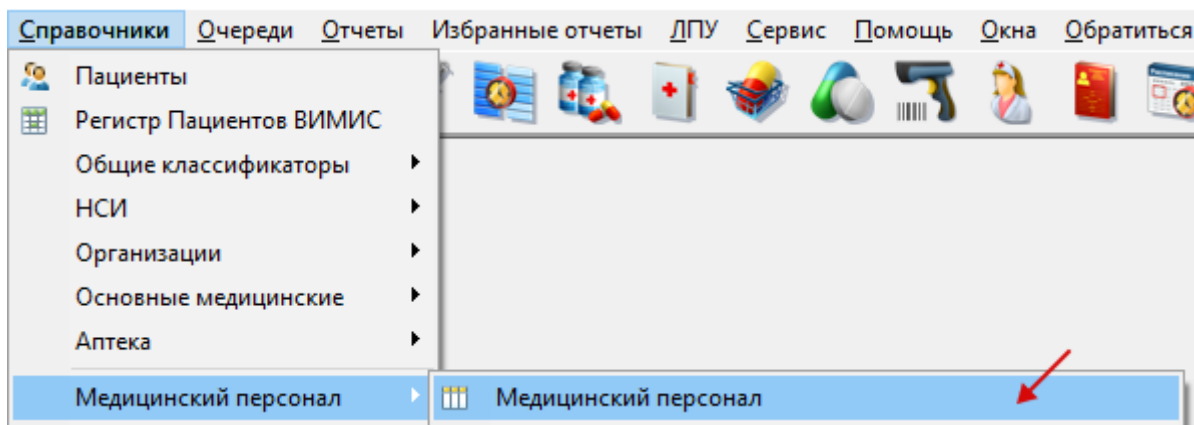 Справочники Очереди Отчеты Избранные отчеты ЛПУ Сервис Помощь Окна Обратиться
Пациенты
Регистр Пациентов ВИМИС
Общие классификаторы
НСИ
Организации
Основные медицинские
Аптека
Медицинский персонал Медицинский персонал